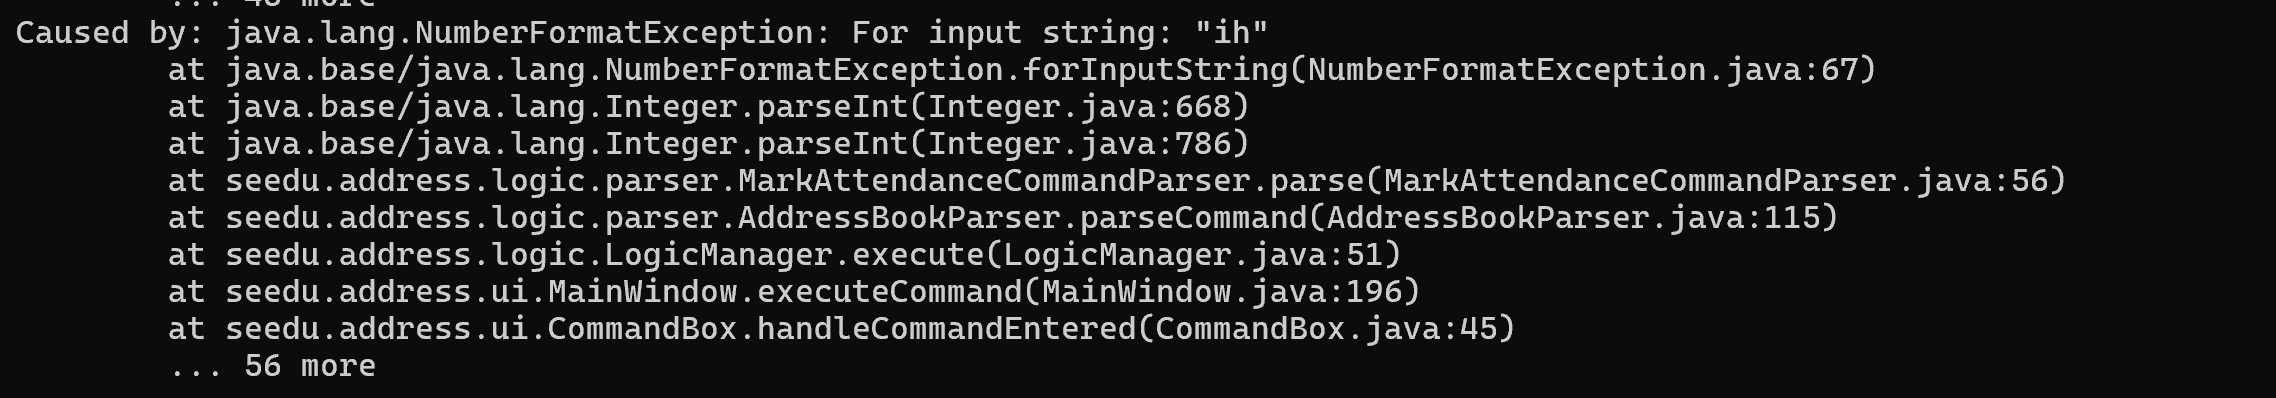 ... 48 more
Caused by: java.lang.NumberFormatException: For input string: "ih"
at java.base/java.lang.NumberFormatException.forInputString(NumberFormatException.java:67)
at java.base/java.lang.Integer.parseInt(Integer.java:668)
at java.base/java.lang.Integer.parseInt(Integer.java:786)
at seedu.address.logic.parser.MarkAttendanceCommandParser.parse(MarkAttendanceCommandParser.java:56)
at seedu.address.logic.parser.AddressBookParser.parseCommand(AddressBookParser.java:115)
at seedu.address.logic.LogicManager.execute(LogicManager.java:51)
at seedu.address.ui.MainWindow.executeCommand(MainWindow.java:196)
at seedu.address.ui.CommandBox.handleCommandEntered(CommandBox.java:45)
... 56 more